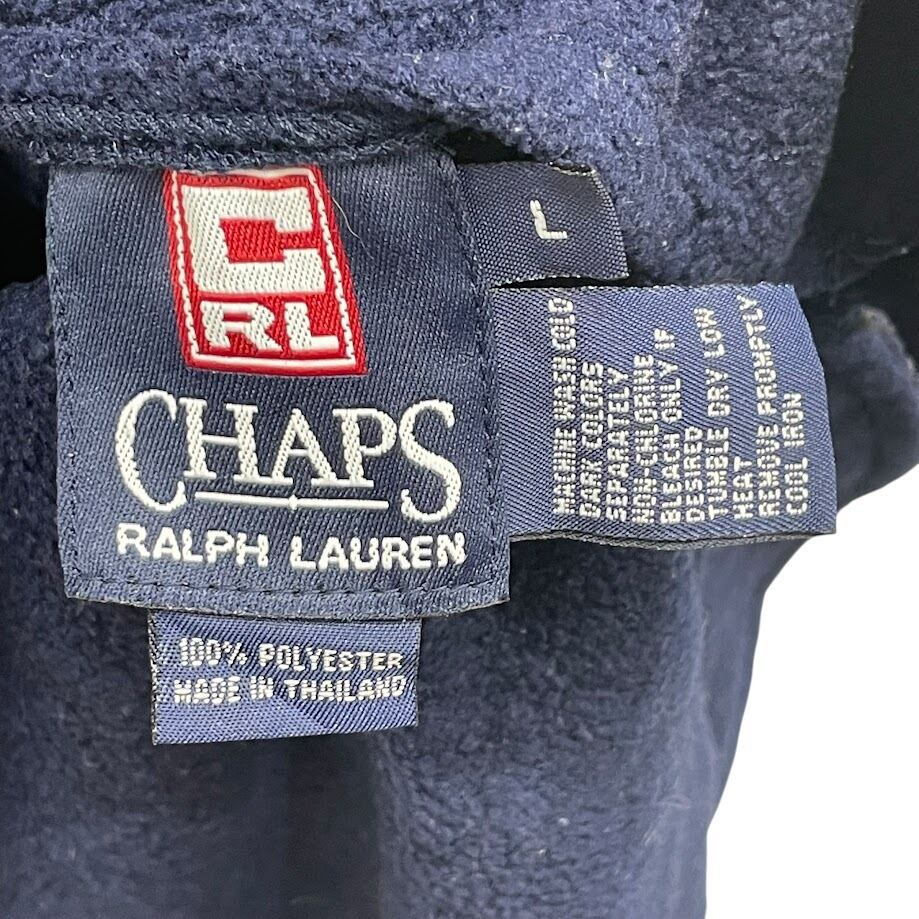 C
RL
CHAPS
RALPH LAUREN
L
MACHINE WASH COLD
DARK COLORS
SEPARATELY
NON-CHLORINE
BLEACH ONLY IF
DESIRED
TUMBLE DRY LOW
HEAT
REMOVE PROMPTLY
COOL IRON
100% POLYESTER
MADE IN THAILAND